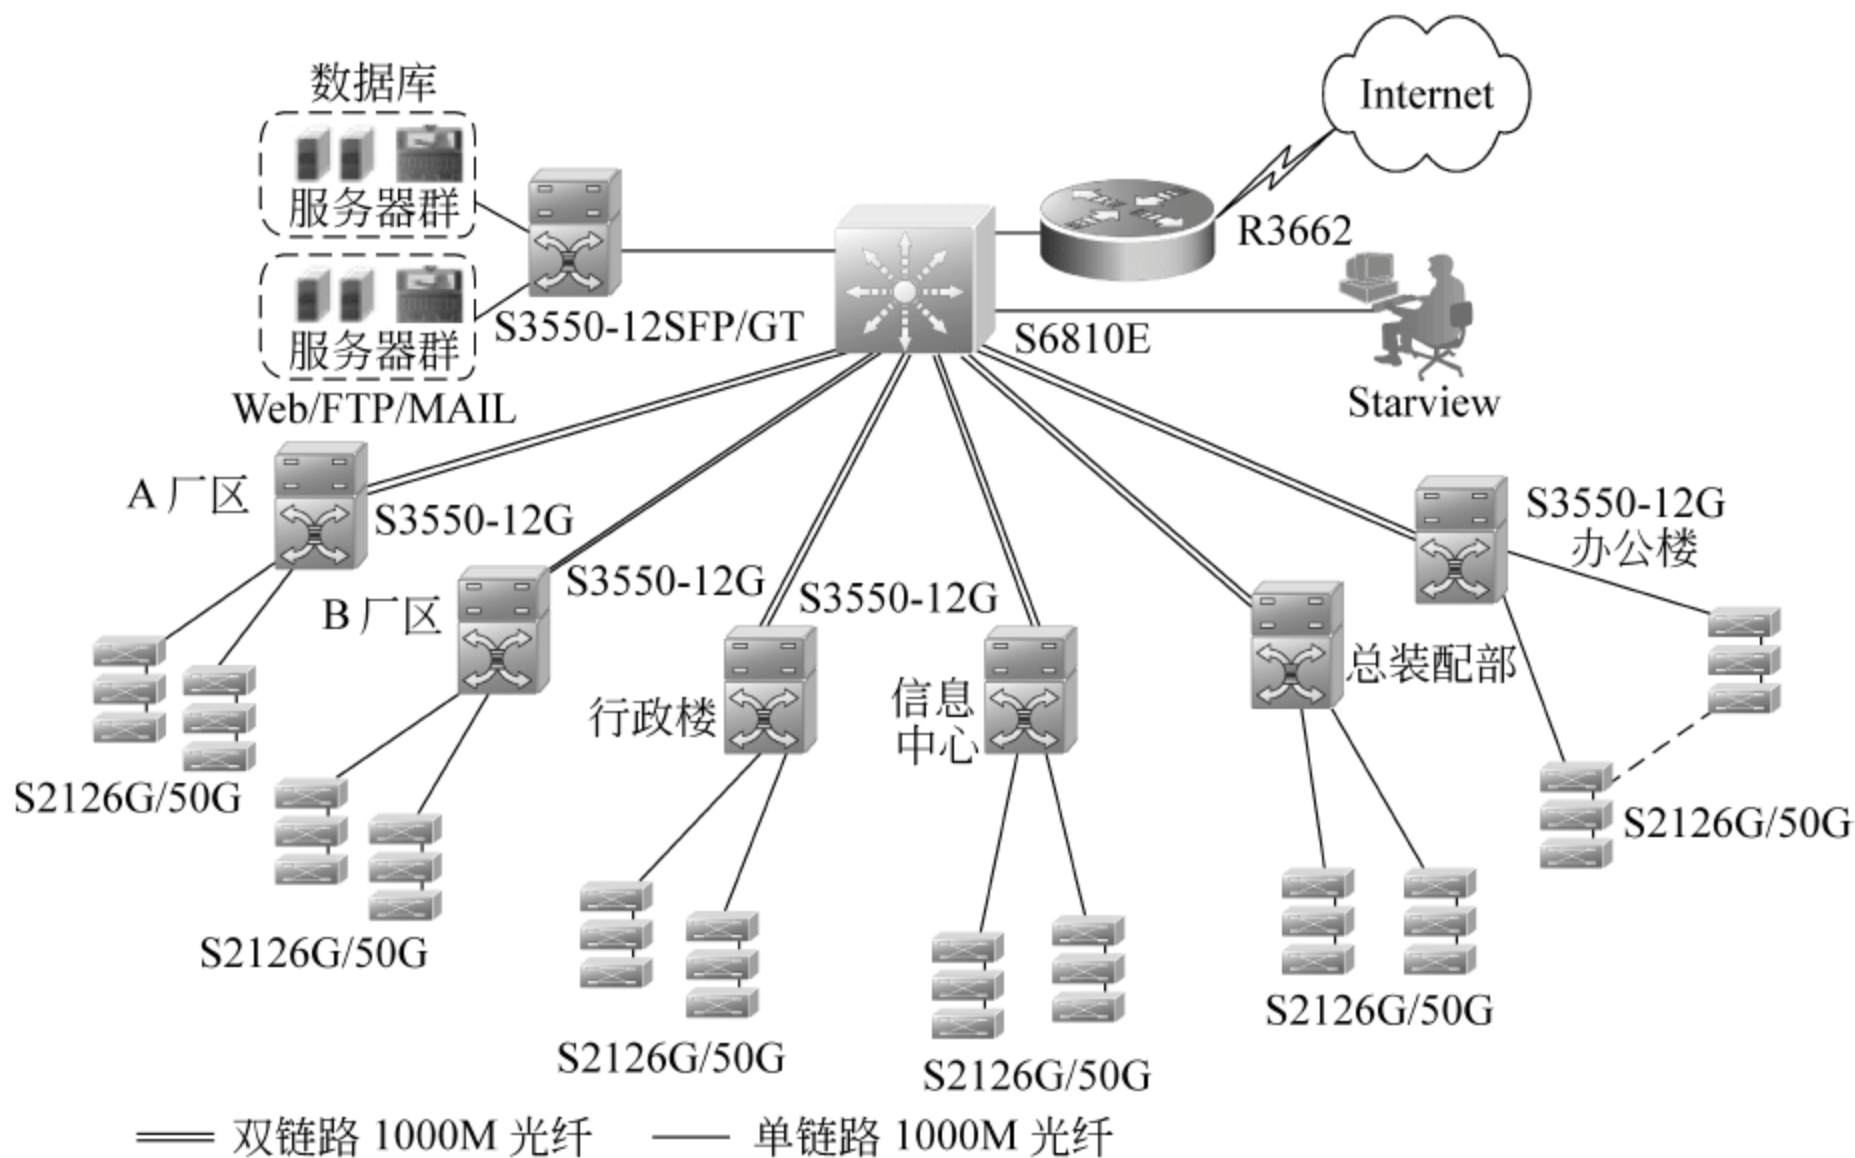 数据库
服务器群
服务器群
Web/FTP/MAIL
S3550-12SFP/GT
Internet
R3662
S6810E
Starview
A 厂区
S3550-12G
B 厂区
S3550-12G
行政楼
S3550-12G
信息
中心
总装配部
S3550-12G
办公楼
S2126G/50G
S2126G/50G
S2126G/50G
S2126G/50G
S2126G/50G
S2126G/50G
双链路 1000M 光纤
单链路 1000M 光纤